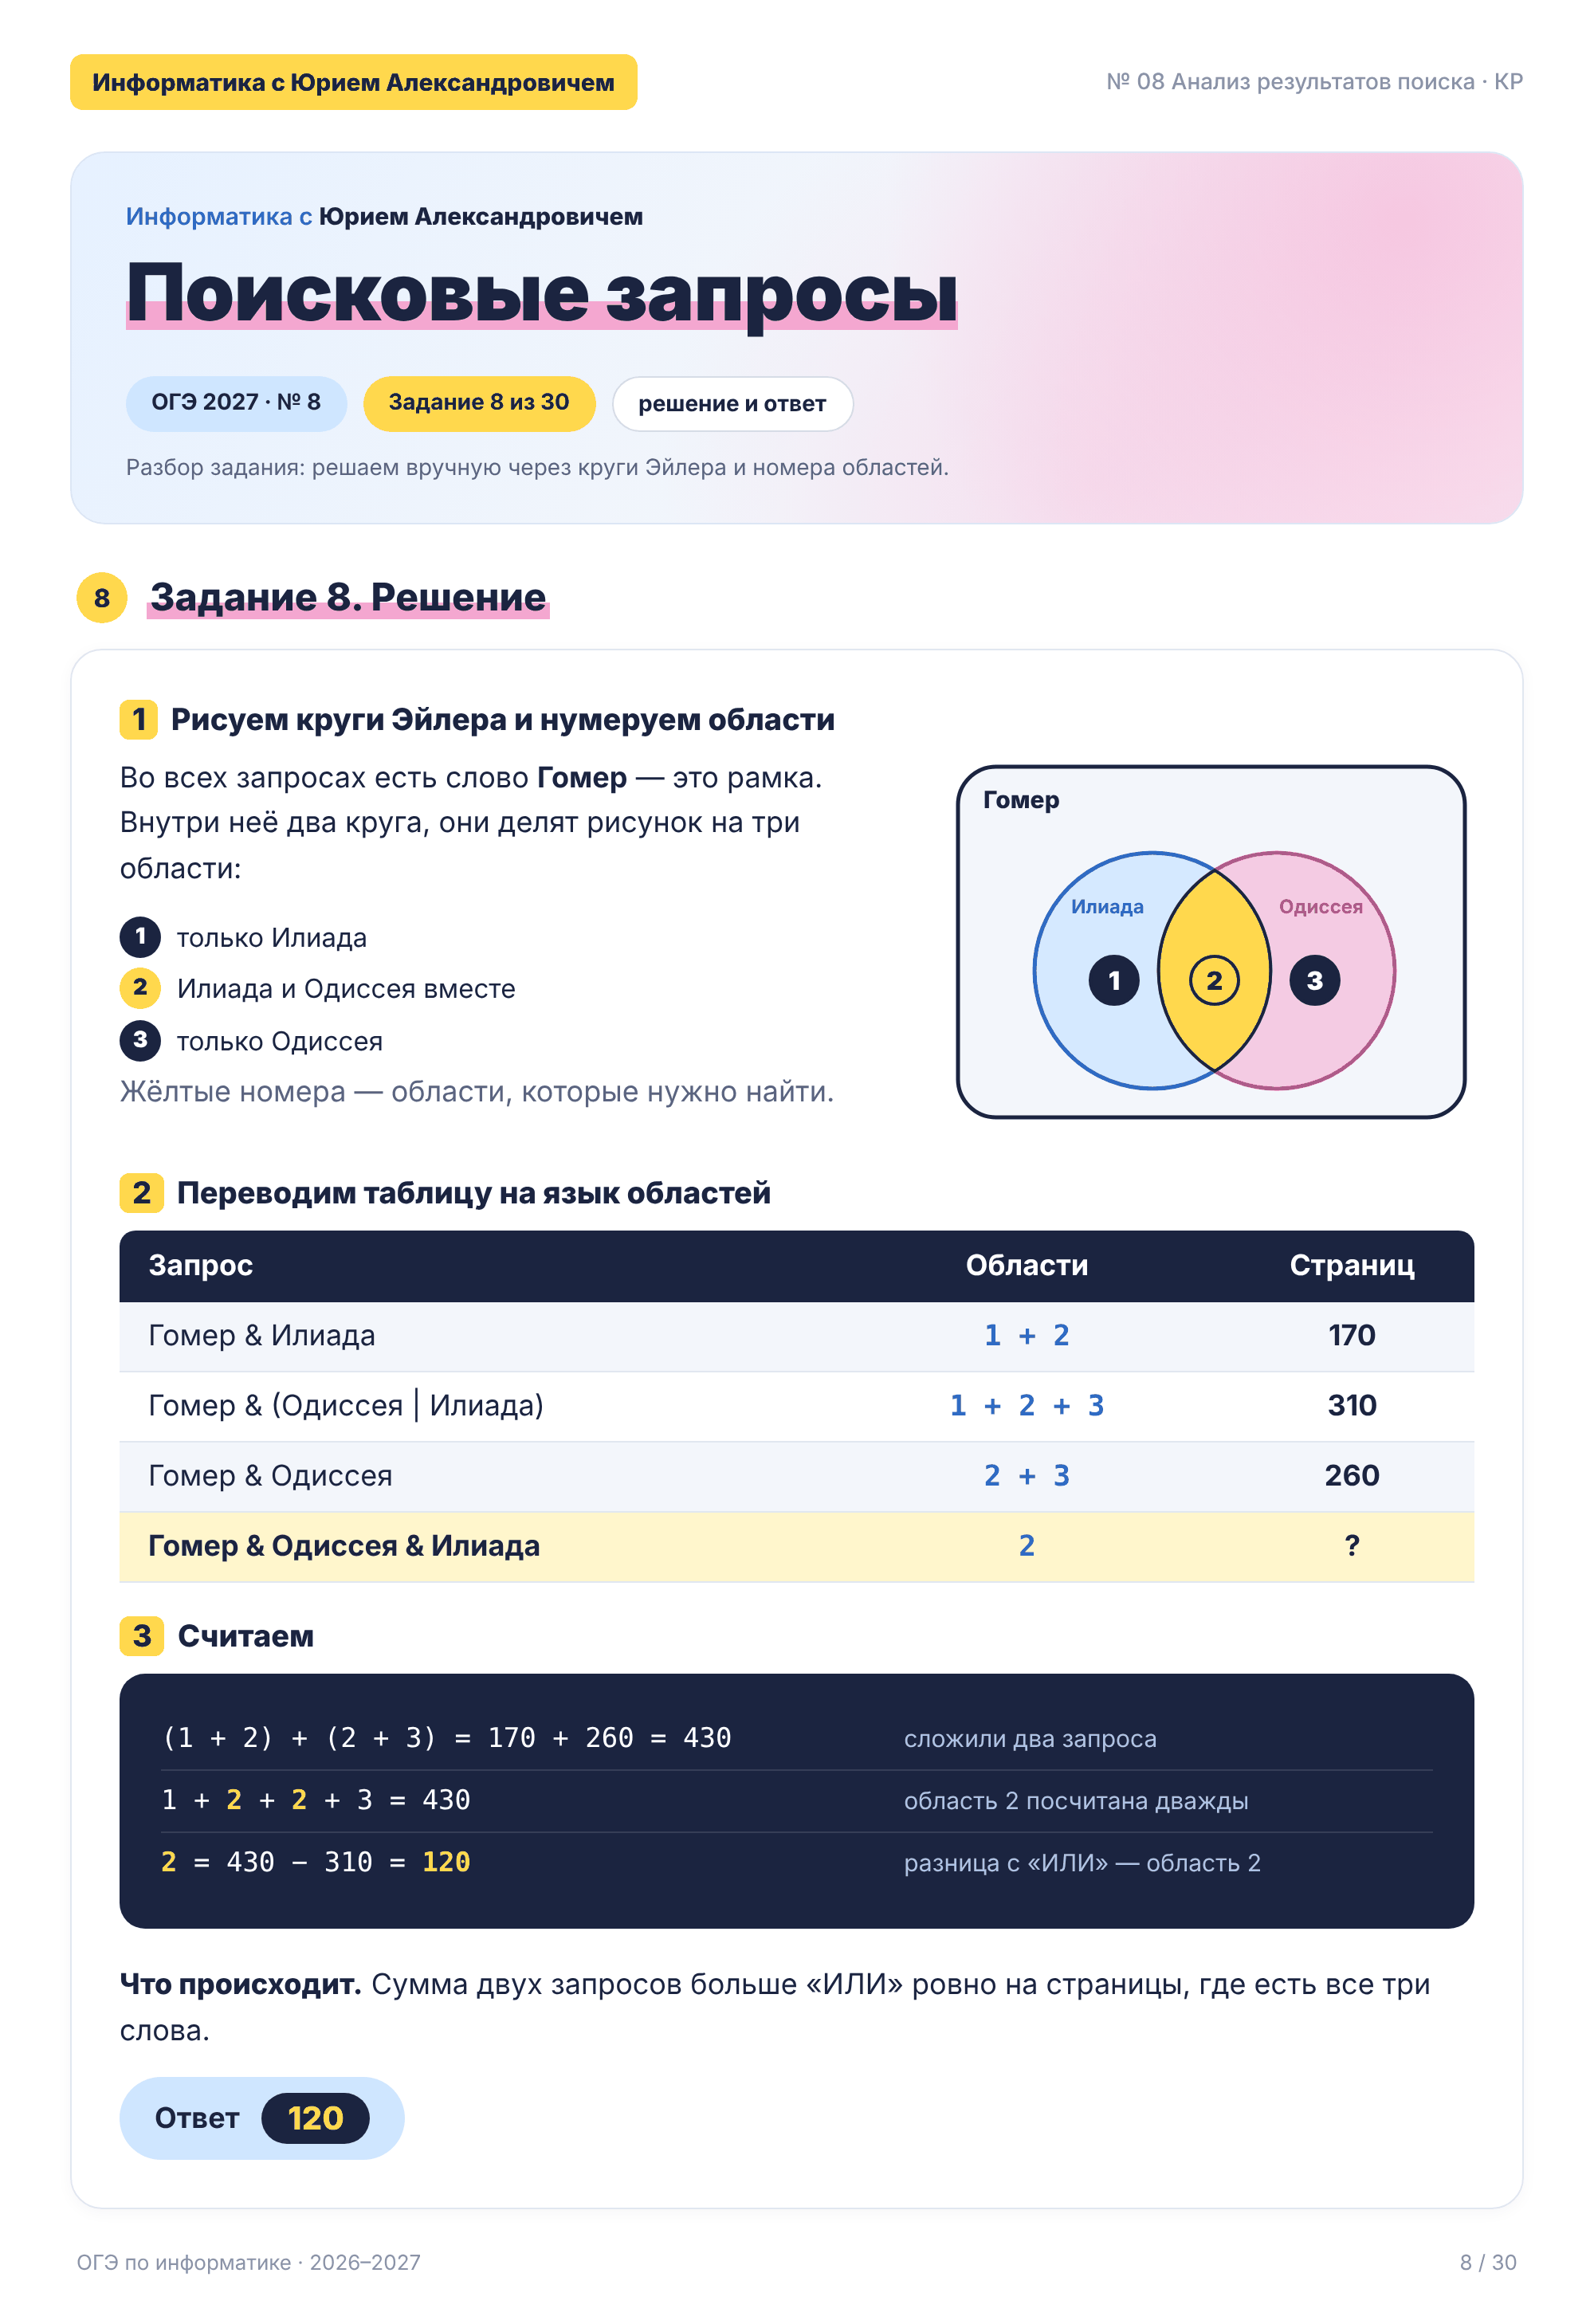 Информатика с Юрием Александровичем
№ 08 Анализ результатов поиска · КР
Информатика с Юрием Александровичем
Поисковые запросы
ОГЭ 2027 · № 8
Задание 8 из 30
решение и ответ
Разбор задания: решаем вручную через круги Эйлера и номера областей.
8 Задание 8. Решение
1 Рисуем круги Эйлера и нумеруем области
Во всех запросах есть слово Гомер — это рамка.
Внутри неё два круга, они делят рисунок на три
области:
1 только Илиада
2 Илиада и Одиссея вместе
3 только Одиссея
Жёлтые номера — области, которые нужно найти.
Гомер
Илиада Одиссея
1 2 3
2 Переводим таблицу на язык областей
Запрос Области Страниц
Гомер & Илиада 1 + 2 170
Гомер & (Одиссея | Илиада) 1 + 2 + 3 310
Гомер & Одиссея 2 + 3 260
Гомер & Одиссея & Илиада 2 ?
3 Считаем
(1 + 2) + (2 + 3) = 170 + 260 = 430 сложили два запроса
1 + 2 + 2 + 3 = 430 область 2 посчитана дважды
2 = 430 − 310 = 120 разница с «ИЛИ» — область 2
Что происходит. Сумма двух запросов больше «ИЛИ» ровно на страницы, где есть все три
слова.
Ответ 120
ОГЭ по информатике · 2026–2027
8 / 30